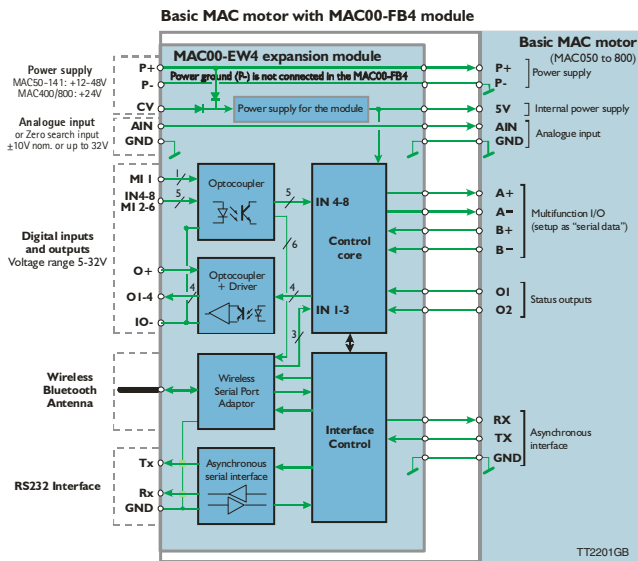 Basic MAC motor with MAC00-FB4 module
MAC00-EW4 expansion module
Basic MAC motor
(MAC050 to 800)
Power supply
MAC50-141: +12-48V
MAC400/800: +24V
P+
P-
CV
Power ground (P-) is not connected in the MAC00-FB4
Power supply for the module
P+
P-
Power supply
5V
Internal power supply
Analogue input
or Zero search input
±10V nom. or up to 32V
AIN
GND
AIN
GND
Analogue input
Digital inputs
and outputs
Voltage range 5-32V
MI 1
IN4-8
MI 2-6
O+
O1-4
IO-
1
5
Optocoupler
5
6
4
Optocoupler
+ Driver
4
3
IN 4-8
Control
core
IN 1-3
A+
A-
B+
B-
Multifunction I/O
(setup as "serial data")
O1
O2
Status outputs
Wireless
Bluetooth
Antenna
Wireless
Serial Port
Adaptor
Interface
Control
RX
TX
GND
Asynchronous
interface
RS232 Interface
Tx
Rx
GND
Asynchronous
serial interface
TT2201GB